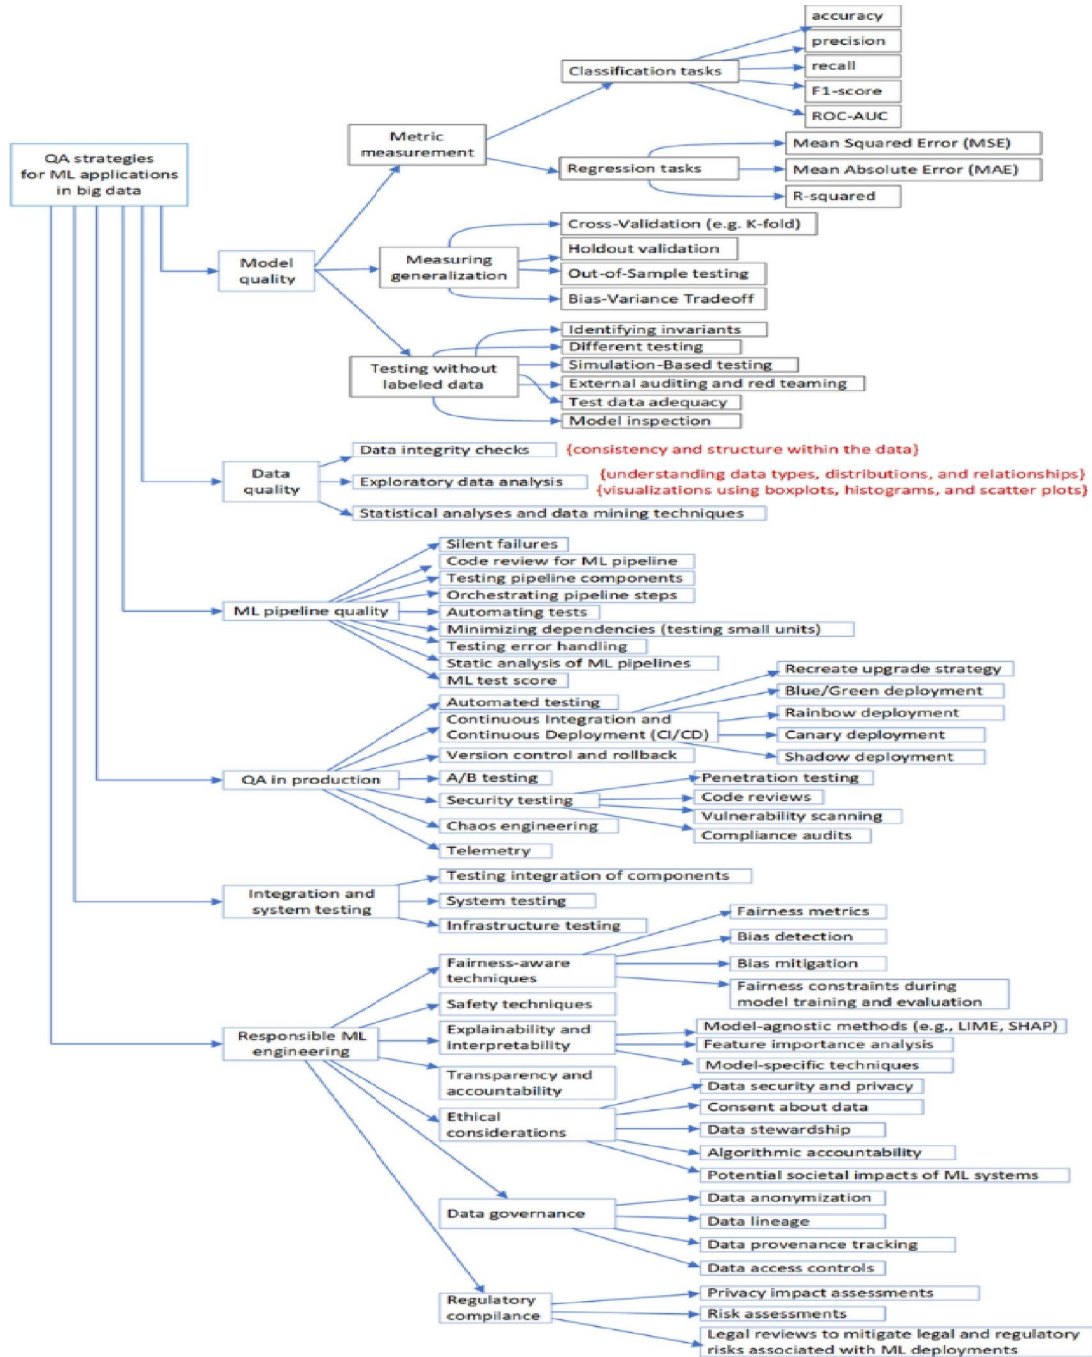 accuracy
precision
Classification tasks
recall
F1-score
ROC-AUC
Metric
measurement
QA strategies
for ML applications
in big data
Mean Squared Error (MSE)
Regression tasks
Mean Absolute Error (MAE)
R-squared
Model
quality
Measuring
generalization
Cross-Validation (e.g. K-fold)
Holdout validation
Out-of-Sample testing
Bias-Variance Tradeoff
Testing without
labeled data
Identifying invariants
Different testing
Simulation-Based testing
External auditing and red teaming
Test data adequacy
Model inspection
Data
quality
Data integrity checks {consistency and structure within the data}
Exploratory data analysis {understanding data types, distributions, and relationships}
{visualizations using boxplots, histograms, and scatter plots}
Statistical analyses and data mining techniques
ML pipeline quality
Silent failures
Code review for ML pipeline
Testing pipeline components
Orchestrating pipeline steps
Automating tests
Minimizing dependencies (testing small units)
Testing error handling
Static analysis of ML pipelines
ML test score
QA in production
Automated testing
Continuous Integration and
Continuous Deployment (CI/CD)
Recreate upgrade strategy
Blue/Green deployment
Rainbow deployment
Canary deployment
Shadow deployment
Version control and rollback
A/B testing
Security testing
Penetration testing
Code reviews
Vulnerability scanning
Compliance audits
Chaos engineering
Telemetry
Integration and
system testing
Testing integration of components
System testing
Infrastructure testing
Responsible ML
engineering
Fairness-aware
techniques
Fairness metrics
Bias detection
Bias mitigation
Fairness constraints during
model training and evaluation
Safety techniques
Explainability and
interpretability
Model-agnostic methods (e.g., LIME, SHAP)
Feature importance analysis
Model-specific techniques
Transparency and
accountability
Ethical
considerations
Data security and privacy
Consent about data
Data stewardship
Algorithmic accountability
Potential societal impacts of ML systems
Data governance
Data anonymization
Data lineage
Data provenance tracking
Data access controls
Regulatory
compilance
Privacy impact assessments
Risk assessments
Legal reviews to mitigate legal and regulatory
risks associated with ML deployments